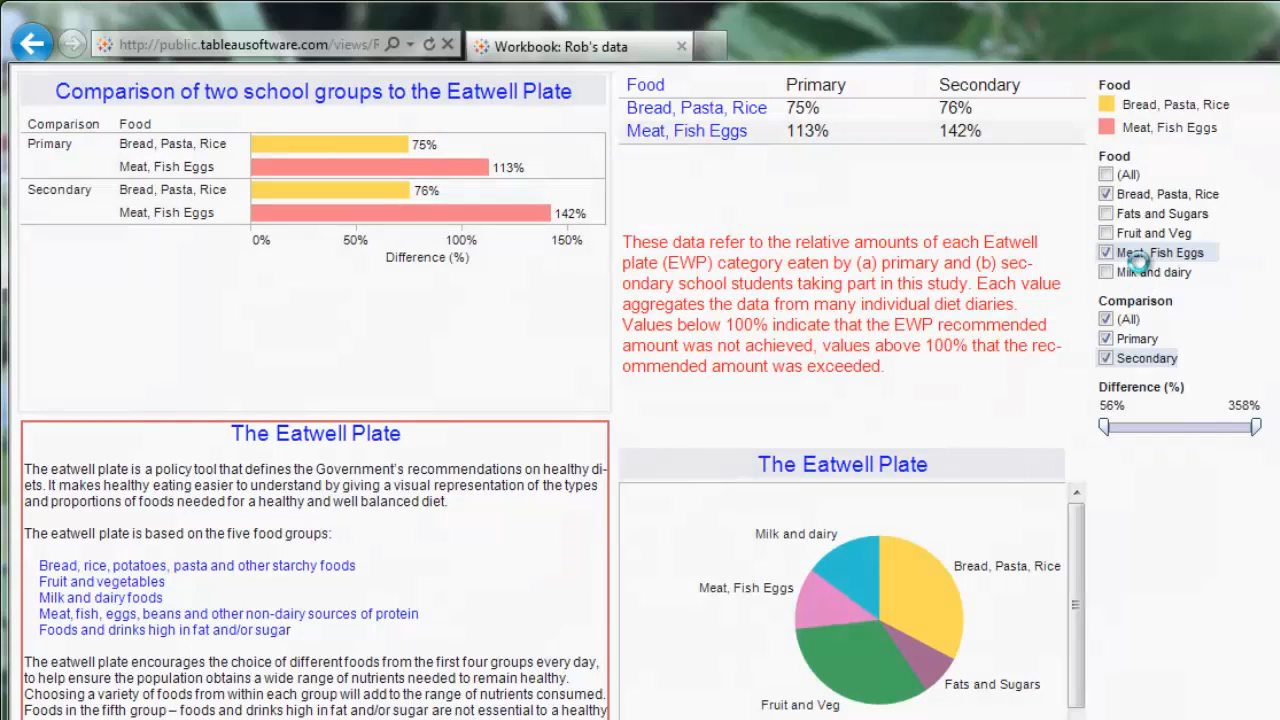 http://public.tableausoftware.com/views/F
Workbook: Rob's data
Comparison of two school groups to the Eatwell Plate
Comparison Food
Primary Bread, Pasta, Rice 75%
Meat, Fish Eggs 113%
Secondary Bread, Pasta, Rice 76%
Meat, Fish Eggs 142%
0% 50% 100% 150%
Difference (%)
Food Primary Secondary
Bread, Pasta, Rice 75% 76%
Meat, Fish Eggs 113% 142%
These data refer to the relative amounts of each Eatwell
plate (EWP) category eaten by (a) primary and (b) sec-
ondary school students taking part in this study. Each value
aggregates the data from many individual diet diaries.
Values below 100% indicate that the EWP recommended
amount was not achieved, values above 100% that the rec-
ommended amount was exceeded.
Food
Bread, Pasta, Rice
Meat, Fish Eggs
Food
(All)
Bread, Pasta, Rice
Fats and Sugars
Fruit and Veg
Meat, Fish Eggs
Milk and dairy
Comparison
(All)
Primary
Secondary
Difference (%)
56% 358%
The Eatwell Plate
The eatwell plate is a policy tool that defines the Government's recommendations on healthy di-
ets. It makes healthy eating easier to understand by giving a visual representation of the types
and proportions of foods needed for a healthy and well balanced diet.
The eatwell plate is based on the five food groups:
Bread, rice, potatoes, pasta and other starchy foods
Fruit and vegetables
Milk and dairy foods
Meat, fish, eggs, beans and other non-dairy sources of protein
Foods and drinks high in fat and/or sugar
The eatwell plate encourages the choice of different foods from the first four groups every day,
to help ensure the population obtains a wide range of nutrients needed to remain healthy.
Choosing a variety of foods from within each group will add to the range of nutrients consumed.
Foods in the fifth group – foods and drinks high in fat and/or sugar are not essential to a healthy
The Eatwell Plate
Milk and dairy
Bread, Pasta, Rice
Meat, Fish Eggs
Fats and Sugars
Fruit and Veg